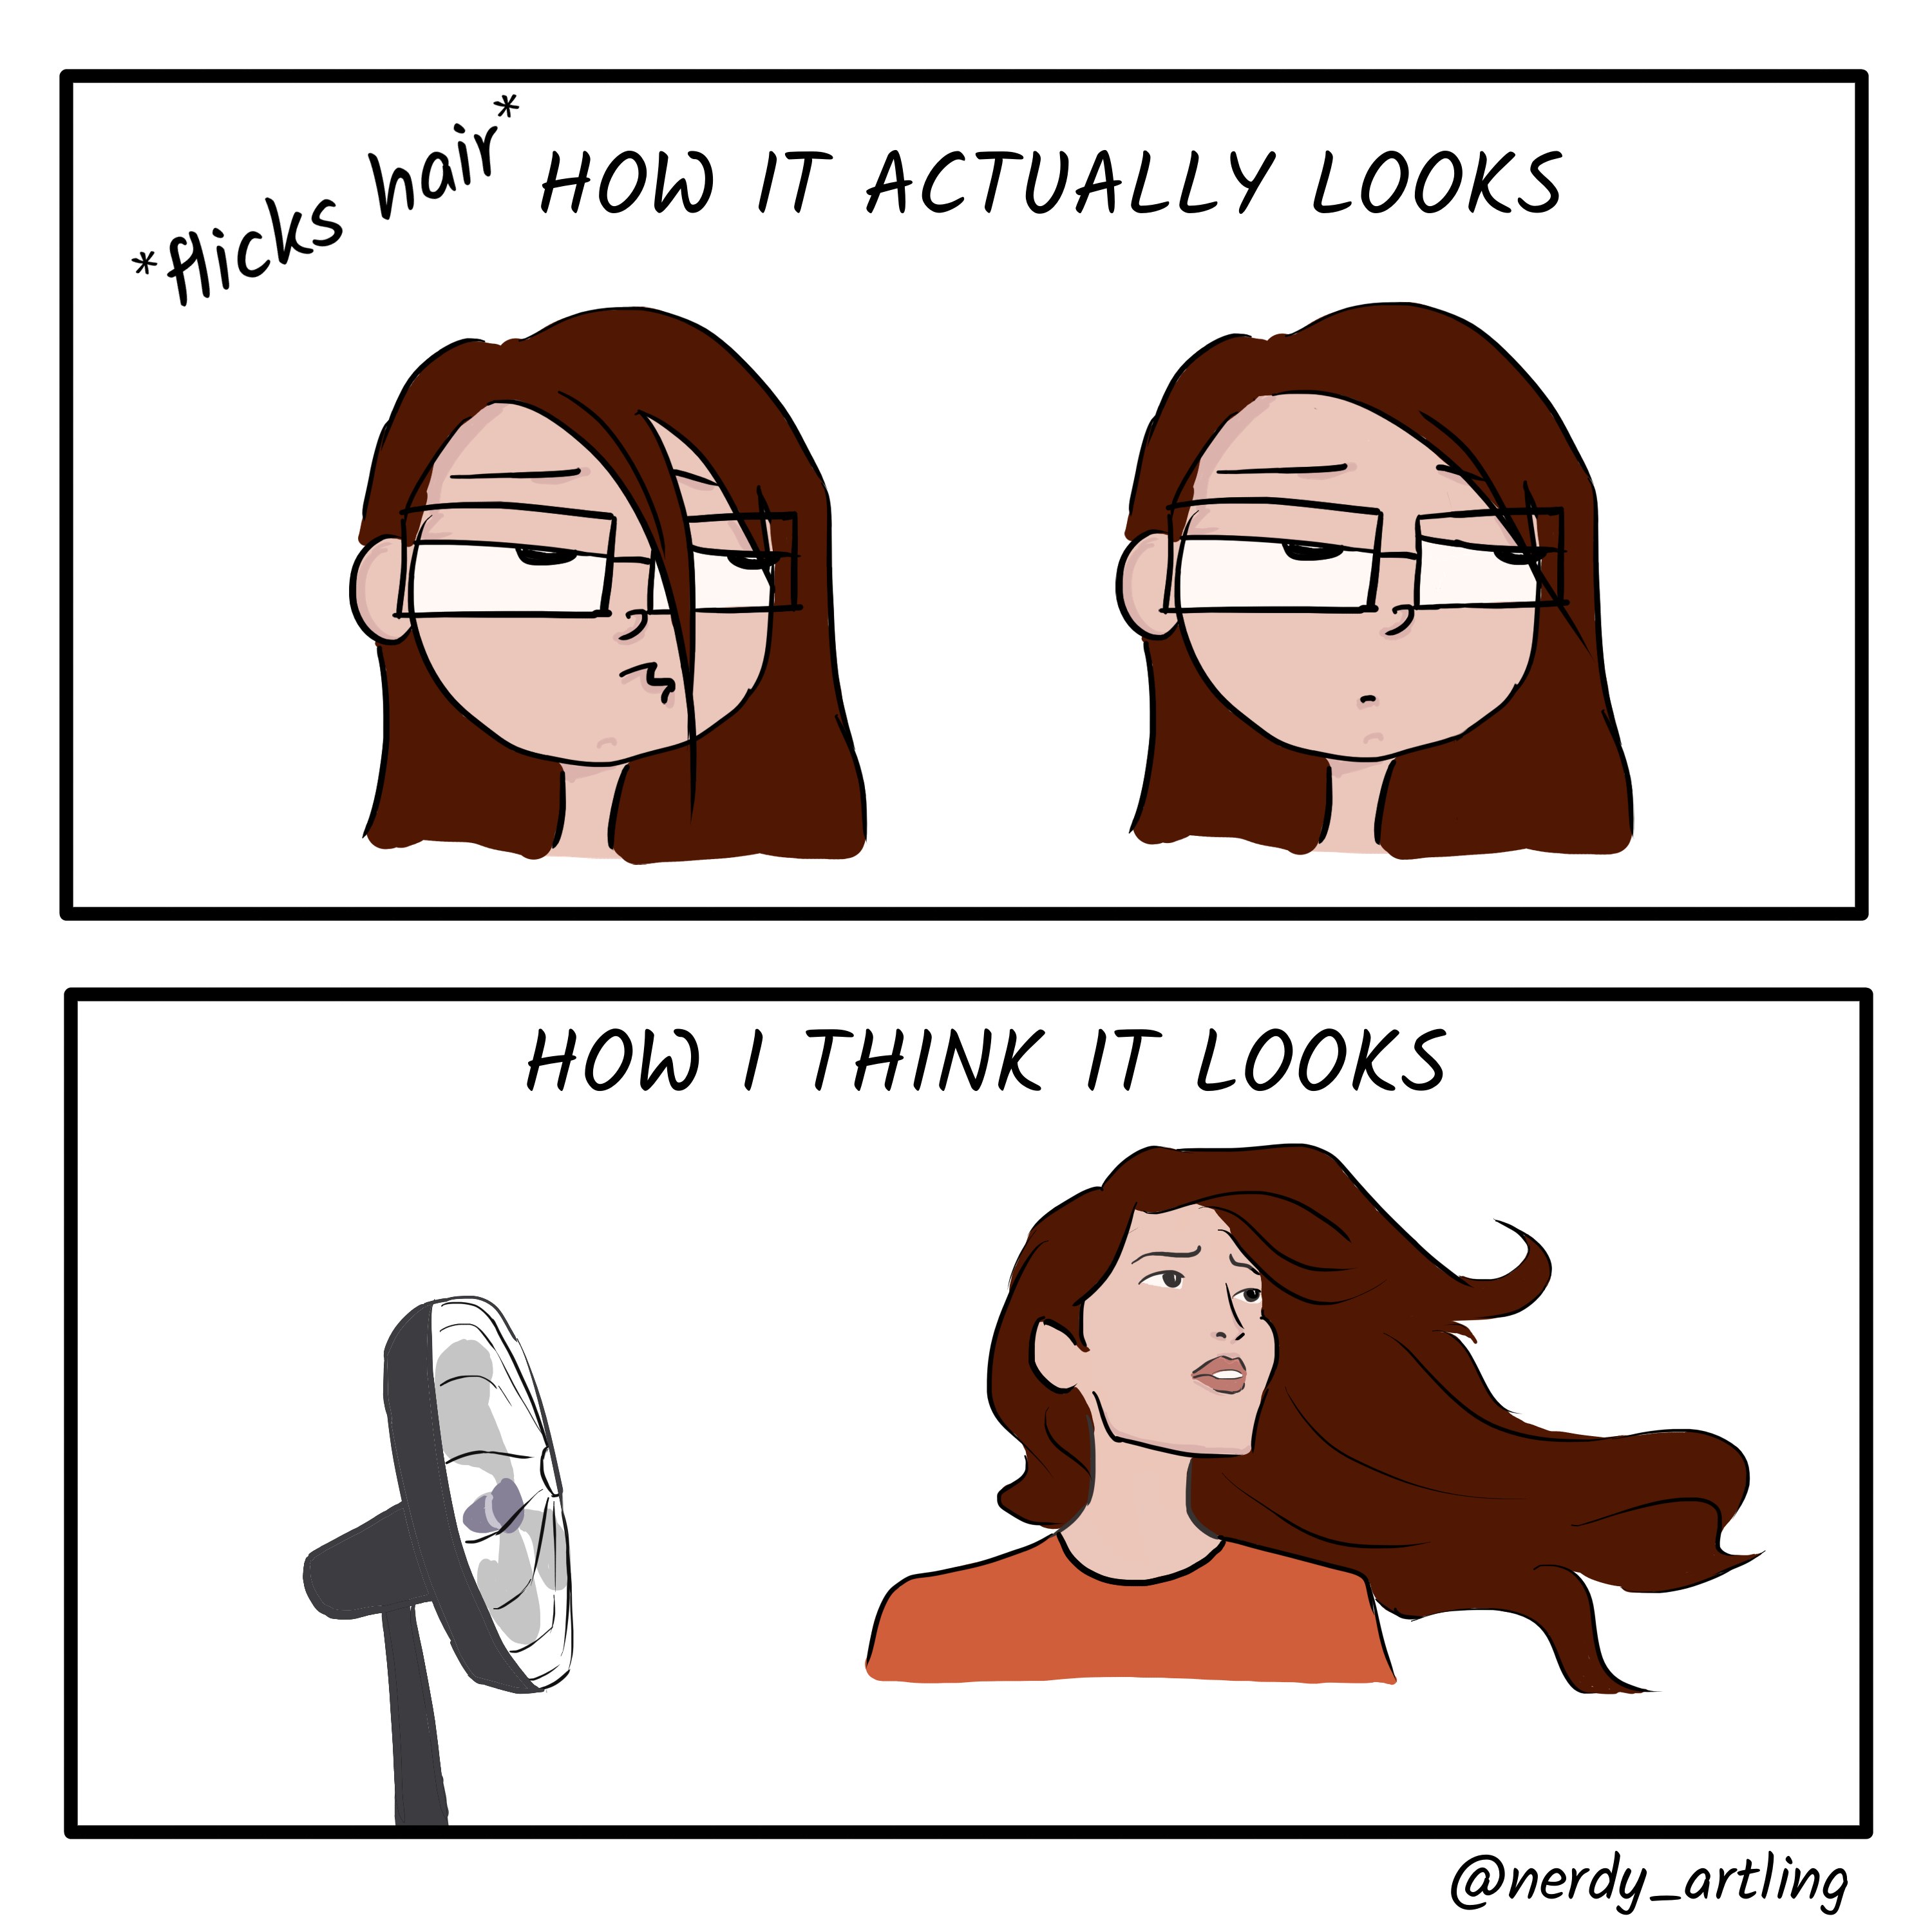 *flicks hair*
HOW IT ACTUALLY LOOKS
HOW I THINK IT LOOKS
@nerdy_artling